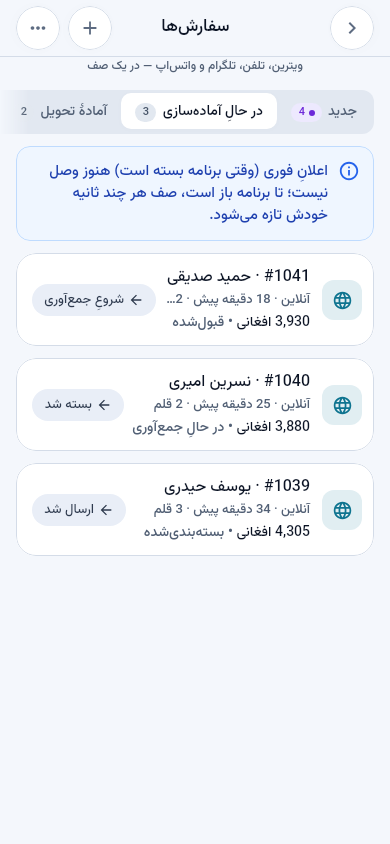 سفارش‌ها
ویترین، تلفن، تلگرام و واتس‌اپ — در یک صف
جدید 4
در حالِ آماده‌سازی 3
آمادهٔ تحویل 2
اعلانِ فوری (وقتی برنامه بسته است) هنوز وصل
نیست؛ تا برنامه باز است، صف هر چند ثانیه
خودش تازه می‌شود.
#1041 · حمید صدیقی
آنلاین · 18 دقیقه پیش · 2…
3,930 افغانی • قبول‌شده
شروعِ جمع‌آوری
#1040 · نسرین امیری
آنلاین · 25 دقیقه پیش · 2 قلم
3,880 افغانی • در حالِ جمع‌آوری
بسته شد
#1039 · یوسف حیدری
آنلاین · 34 دقیقه پیش · 3 قلم
4,305 افغانی • بسته‌بندی‌شده
ارسال شد